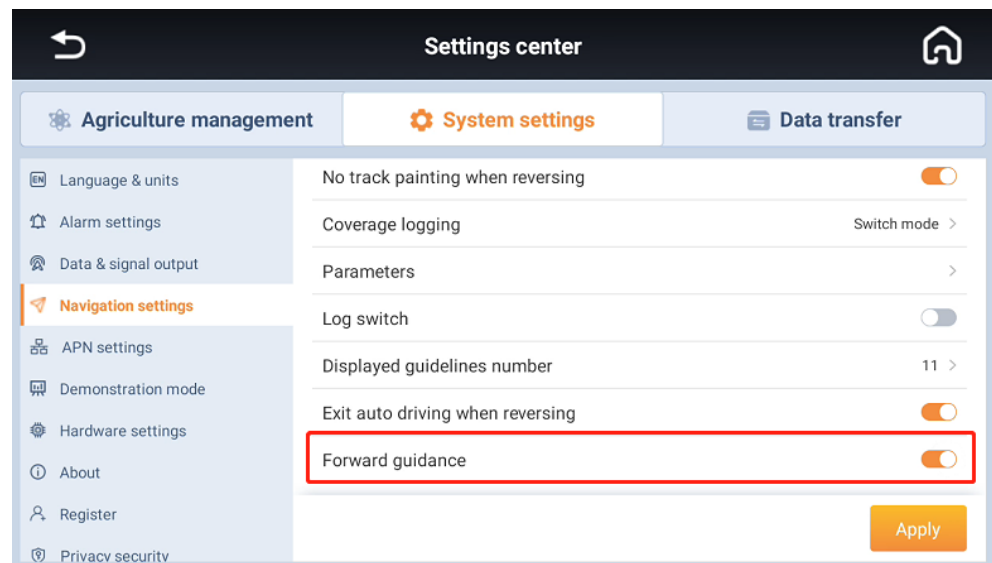 Settings center
Agriculture management
System settings
Data transfer
EN Language & units
Alarm settings
Data & signal output
Navigation settings
APN settings
Demonstration mode
Hardware settings
About
Register
Privacy security
No track painting when reversing
Coverage logging Switch mode >
Parameters >
Log switch
Displayed guidelines number 11 >
Exit auto driving when reversing
Forward guidance
Apply